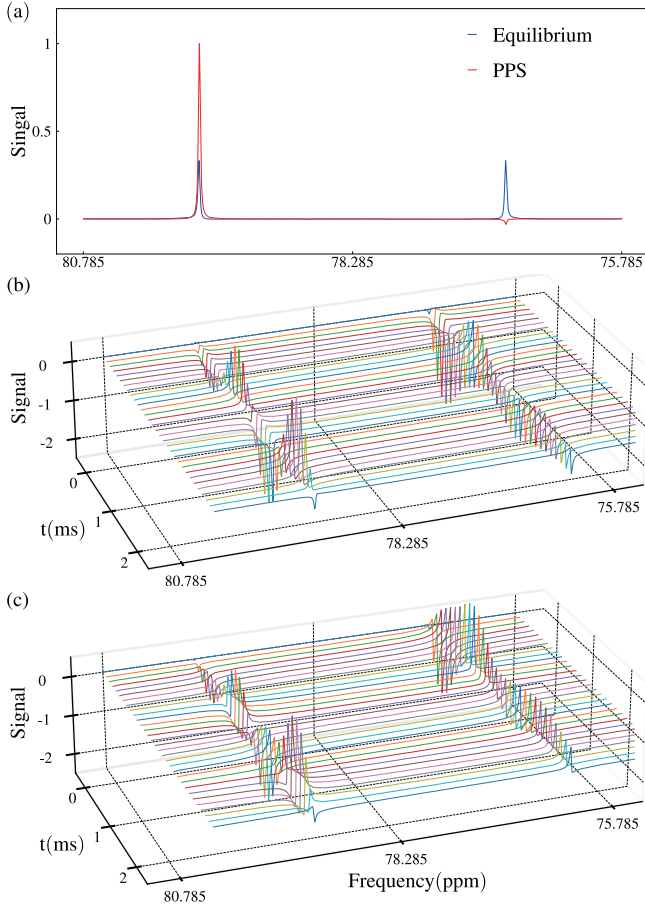 (a)
1
0.5
0
Singal
Equilibrium
PPS
80.785
78.285
75.785
(b)
0
-1
-2
Signal
0
1
2
t(ms)
80.785
78.285
75.785
(c)
0
-1
-2
Signal
0
1
2
t(ms)
80.785
78.285
75.785
Frequency(ppm)